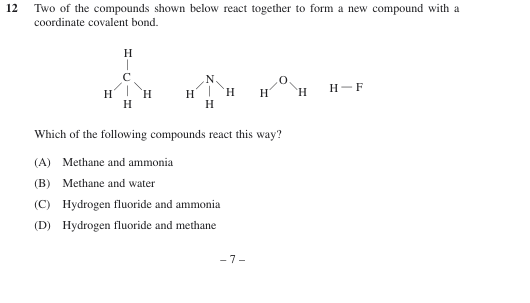 12 Two of the compounds shown below react together to form a new compound with a
coordinate covalent bond.
H
C
H H
H
N
H H
H
O
H H
H — F
Which of the following compounds react this way?
(A) Methane and ammonia
(B) Methane and water
(C) Hydrogen fluoride and ammonia
(D) Hydrogen fluoride and methane
– 7 –